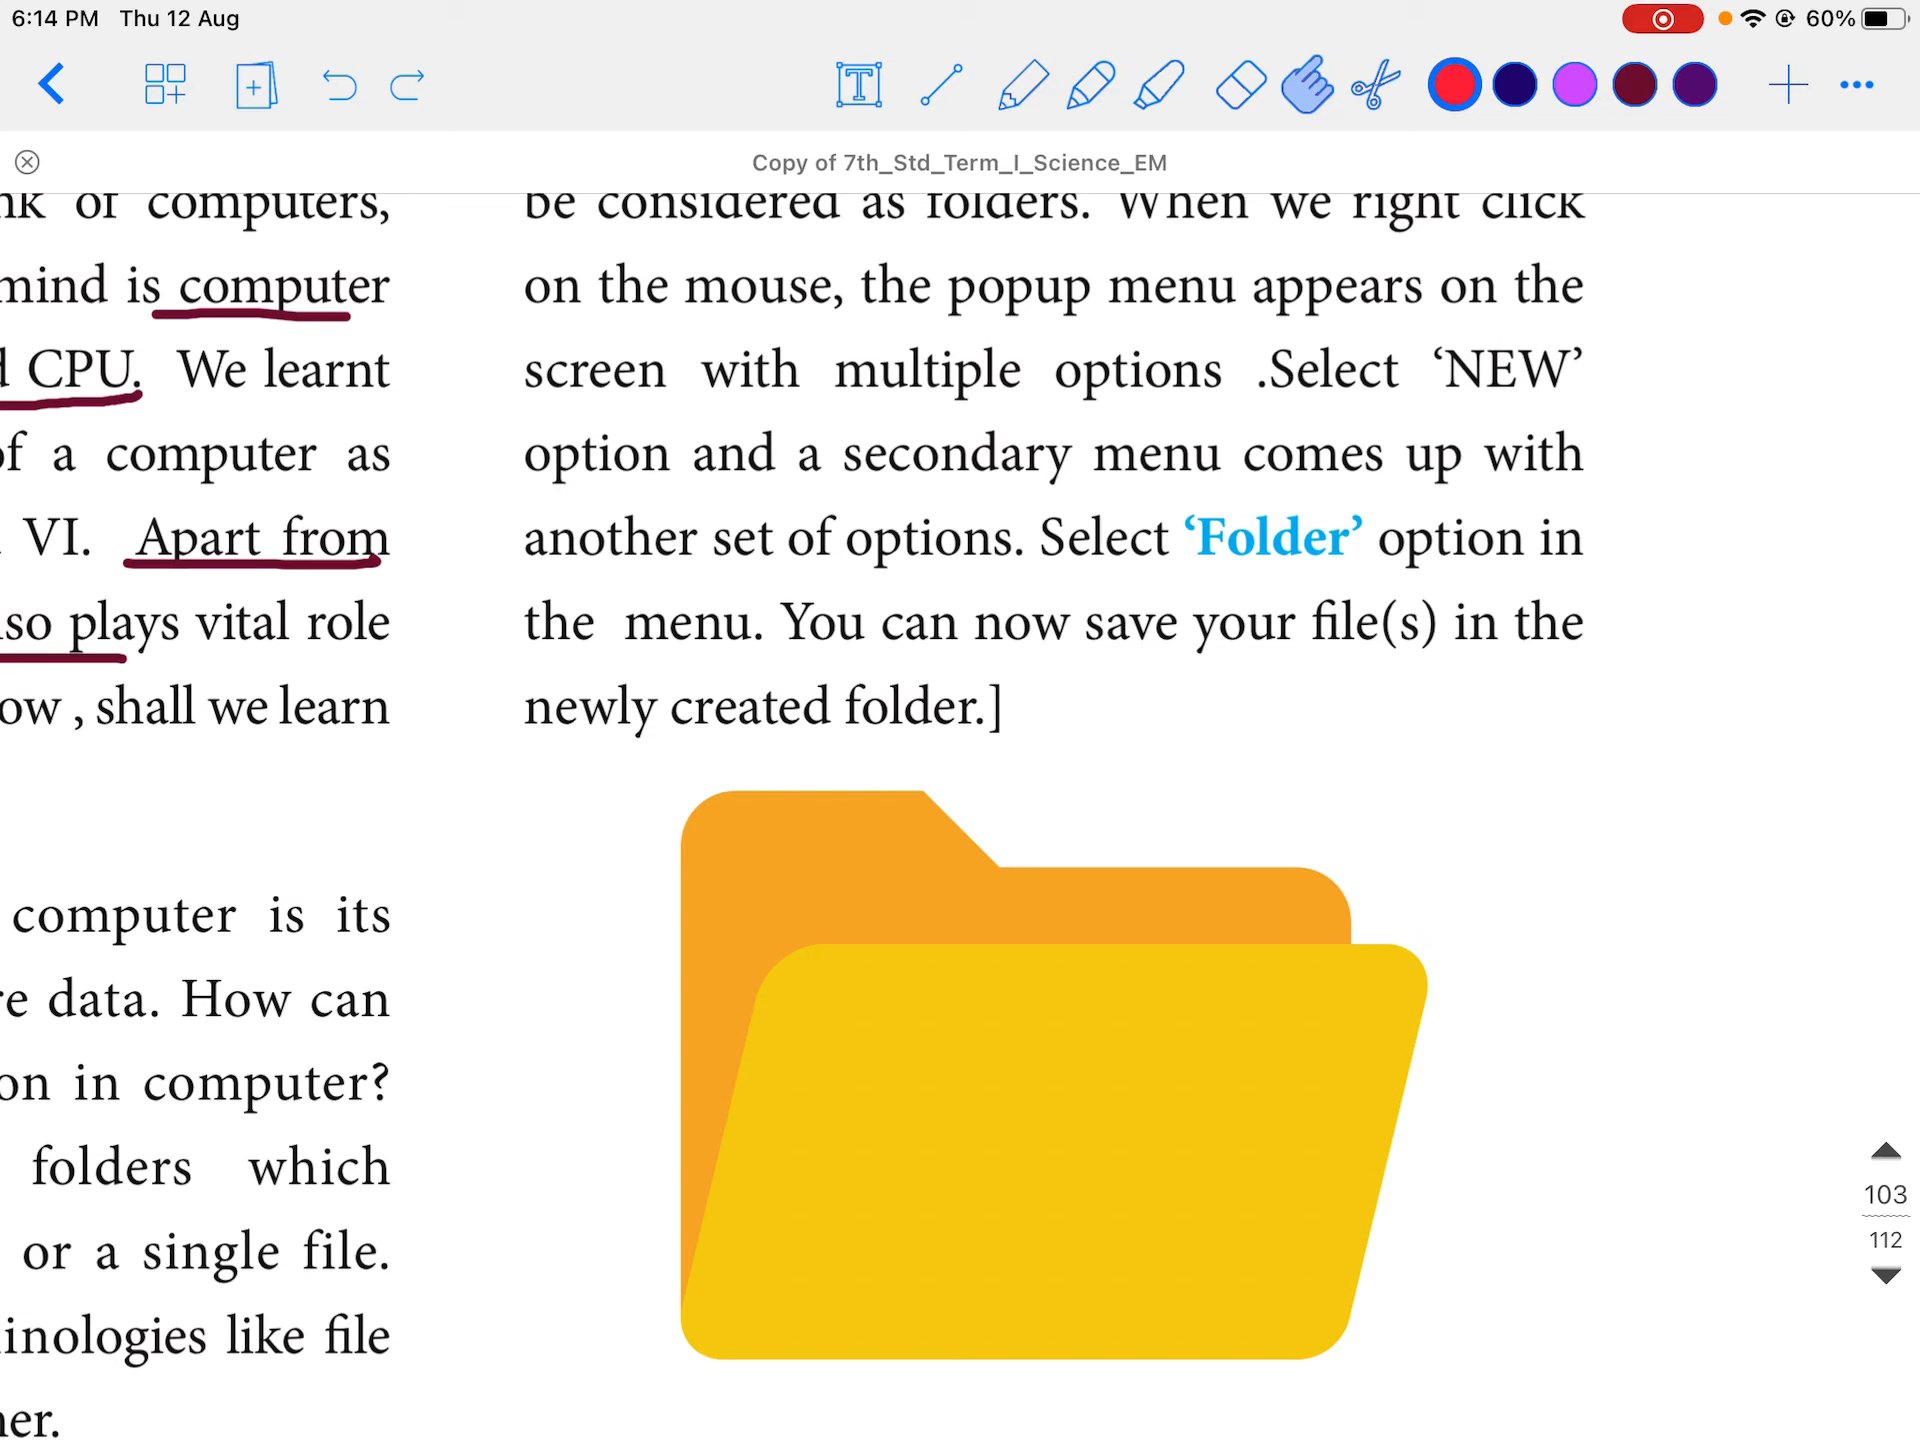 6:14 PM Thu 12 Aug
60%
T
Copy of 7th_Std_Term_I_Science_EM
of computers,
mind is computer
CPU. We learnt
of a computer as
VI. Apart from
plays vital role
, shall we learn
computer is its
data. How can
in computer?
folders which
or a single file.
like file
be considered as folders. When we right click
on the mouse, the popup menu appears on the
screen with multiple options .Select ‘NEW’
option and a secondary menu comes up with
another set of options. Select ‘Folder’ option in
the menu. You can now save your file(s) in the
newly created folder.]
103
112